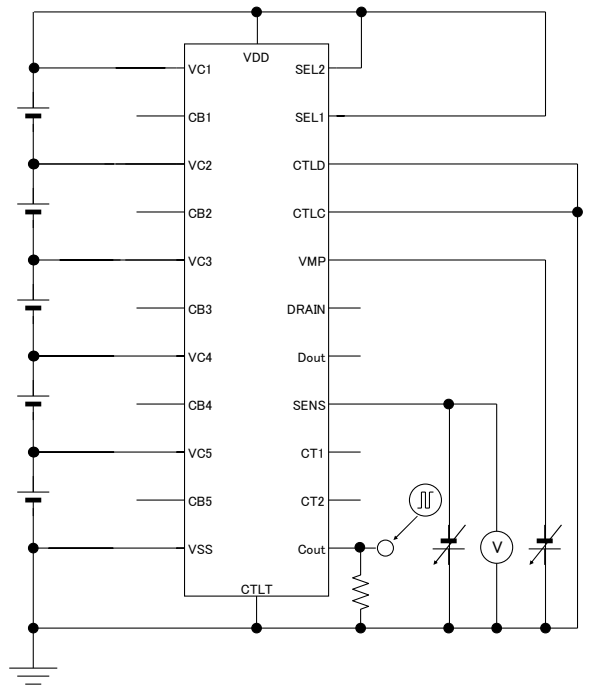 VDD
VC1
SEL2
CB1
SEL1
VC2
CTLD
CB2
CTLC
VC3
VMP
CB3
DRAIN
VC4
Dout
CB4
SENS
VC5
CT1
CB5
CT2
VSS
Cout
V
CTLT